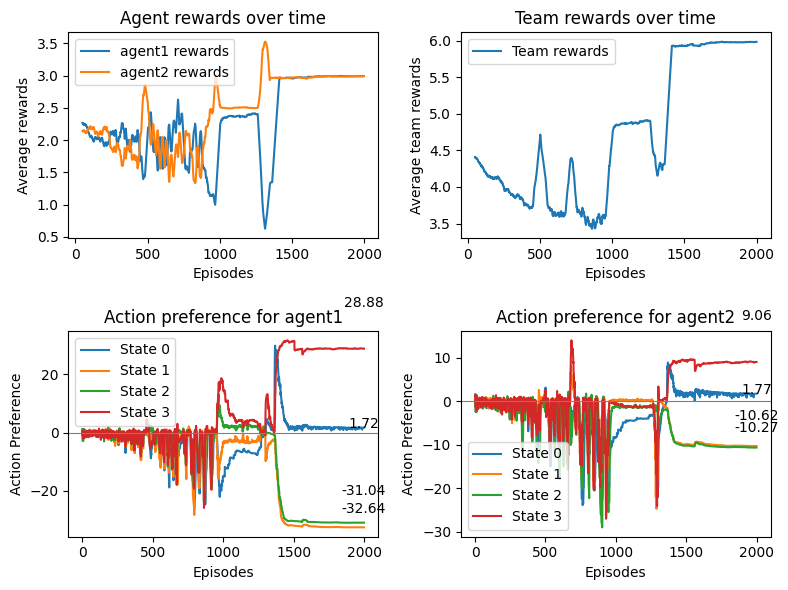 Agent rewards over time
Average rewards
3.5
3.0
2.5
2.0
1.5
1.0
0.5
agent1 rewards
agent2 rewards
0
500
1000
1500
2000
Episodes
Team rewards over time
Average team rewards
6.0
5.5
5.0
4.5
4.0
3.5
Team rewards
0
500
1000
1500
2000
Episodes
28.88
Action preference for agent1
Action Preference
20
0
−20
State 0
State 1
State 2
State 3
1.72
-31.04
-32.64
0
500
1000
1500
2000
Episodes
9.06
Action preference for agent2
Action Preference
10
0
−10
−20
−30
1.77
-10.62
-10.27
State 0
State 1
State 2
State 3
0
500
1000
1500
2000
Episodes